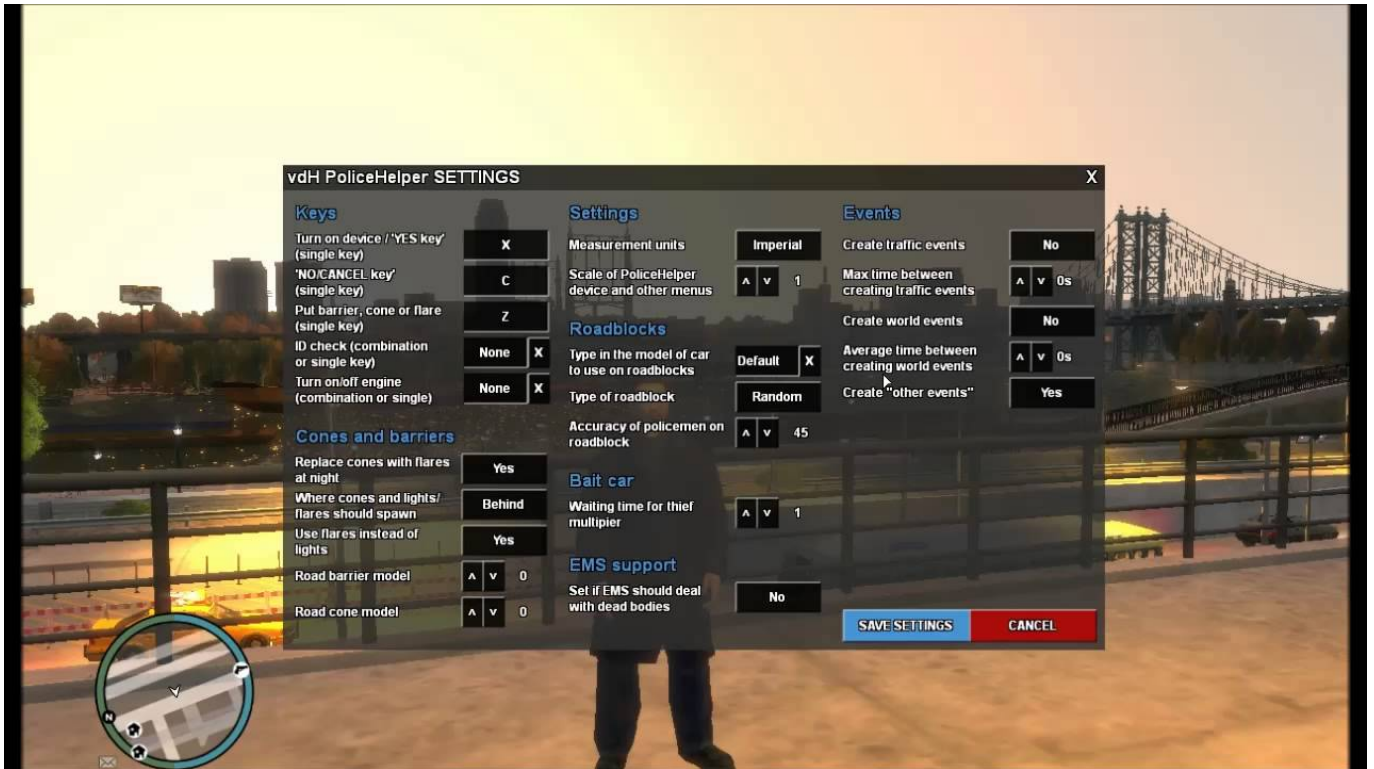 vdH PoliceHelper SETTINGS
X
Keys
Turn on device / 'YES key'
(single key)
X
'NO/CANCEL key'
(single key)
C
Put barrier, cone or flare
(single key)
Z
ID check (combination
or single key)
None X
Turn on/off engine
(combination or single)
None X
Cones and barriers
Replace cones with flares
at night
Yes
Where cones and lights/
flares should spawn
Behind
Use flares instead of
lights
Yes
Road barrier model
0
Road cone model
0
Settings
Measurement units
Imperial
Scale of PoliceHelper
device and other menus
1
Roadblocks
Type in the model of car
to use on roadblocks
Default X
Type of roadblock
Random
Accuracy of policemen on
roadblock
45
Bait car
Waiting time for thief
multipier
1
EMS support
Set if EMS should deal
with dead bodies
No
Events
Create traffic events
No
Max time between
creating traffic events
0s
Create world events
No
Average time between
creating world events
0s
Create "other events"
Yes
SAVE SETTINGS
CANCEL
N